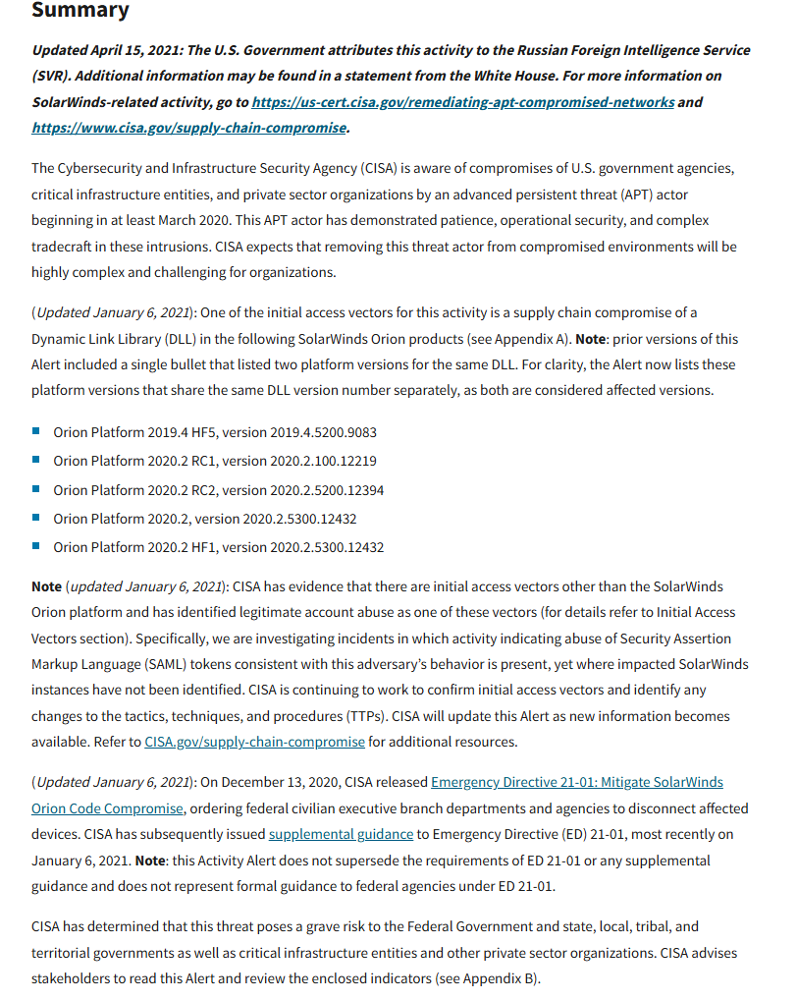 Summary
Updated April 15, 2021: The U.S. Government attributes this activity to the Russian Foreign Intelligence Service
(SVR). Additional information may be found in a statement from the White House. For more information on
SolarWinds-related activity, go to https://us-cert.cisa.gov/remediating-apt-compromised-networks and
https://www.cisa.gov/supply-chain-compromise.
The Cybersecurity and Infrastructure Security Agency (CISA) is aware of compromises of U.S. government agencies,
critical infrastructure entities, and private sector organizations by an advanced persistent threat (APT) actor
beginning in at least March 2020. This APT actor has demonstrated patience, operational security, and complex
tradecraft in these intrusions. CISA expects that removing this threat actor from compromised environments will be
highly complex and challenging for organizations.
(Updated January 6, 2021): One of the initial access vectors for this activity is a supply chain compromise of a
Dynamic Link Library (DLL) in the following SolarWinds Orion products (see Appendix A). Note: prior versions of this
Alert included a single bullet that listed two platform versions for the same DLL. For clarity, the Alert now lists these
platform versions that share the same DLL version number separately, as both are considered affected versions.
Orion Platform 2019.4 HF5, version 2019.4.5200.9083
Orion Platform 2020.2 RC1, version 2020.2.100.12219
Orion Platform 2020.2 RC2, version 2020.2.5200.12394
Orion Platform 2020.2, version 2020.2.5300.12432
Orion Platform 2020.2 HF1, version 2020.2.5300.12432
Note (updated January 6, 2021): CISA has evidence that there are initial access vectors other than the SolarWinds
Orion platform and has identified legitimate account abuse as one of these vectors (for details refer to Initial Access
Vectors section). Specifically, we are investigating incidents in which activity indicating abuse of Security Assertion
Markup Language (SAML) tokens consistent with this adversary's behavior is present, yet where impacted SolarWinds
instances have not been identified. CISA is continuing to work to confirm initial access vectors and identify any
changes to the tactics, techniques, and procedures (TTPs). CISA will update this Alert as new information becomes
available. Refer to CISA.gov/supply-chain-compromise for additional resources.
(Updated January 6, 2021): On December 13, 2020, CISA released Emergency Directive 21-01: Mitigate SolarWinds
Orion Code Compromise, ordering federal civilian executive branch departments and agencies to disconnect affected
devices. CISA has subsequently issued supplemental guidance to Emergency Directive (ED) 21-01, most recently on
January 6, 2021. Note: this Activity Alert does not supersede the requirements of ED 21-01 or any supplemental
guidance and does not represent formal guidance to federal agencies under ED 21-01.
CISA has determined that this threat poses a grave risk to the Federal Government and state, local, tribal, and
territorial governments as well as critical infrastructure entities and other private sector organizations. CISA advises
stakeholders to read this Alert and review the enclosed indicators (see Appendix B).